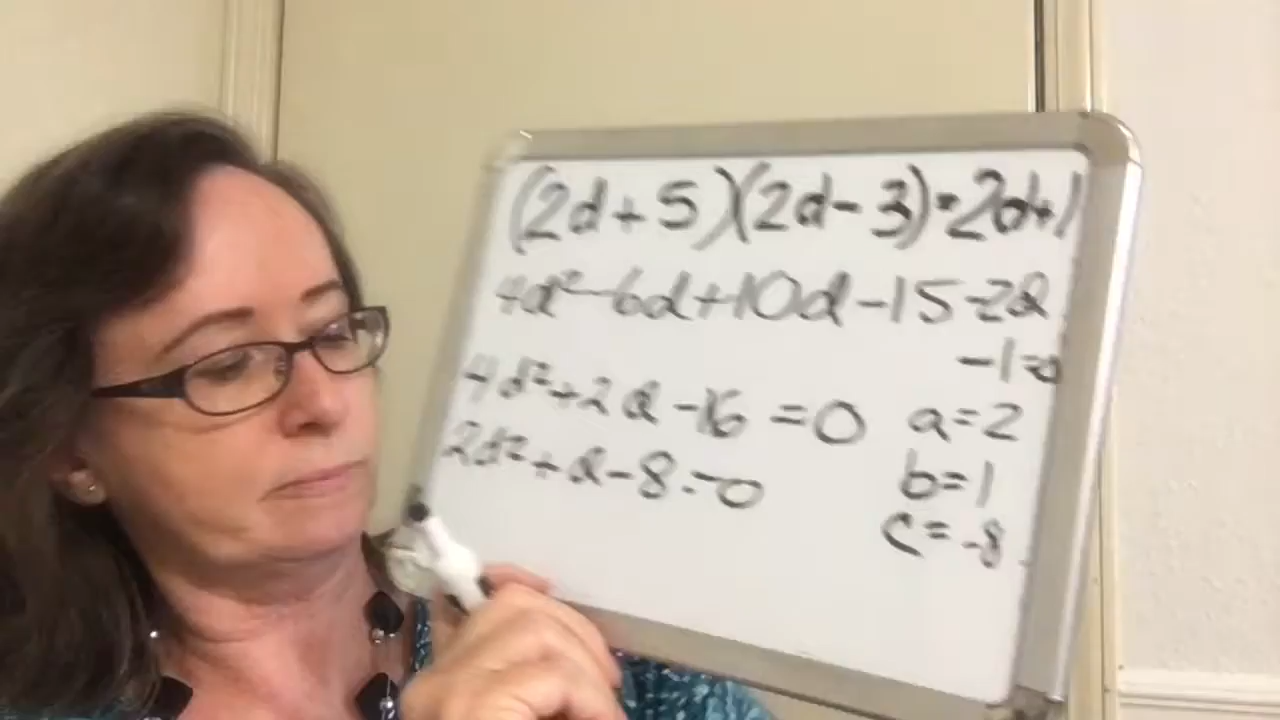 (2d+5)(2d-3)=2d+1
4d²-6d+10d-15-2d
-1=0
4d²+2d-16=0
a=2
2d²+d-8=0
b=1
c=-8